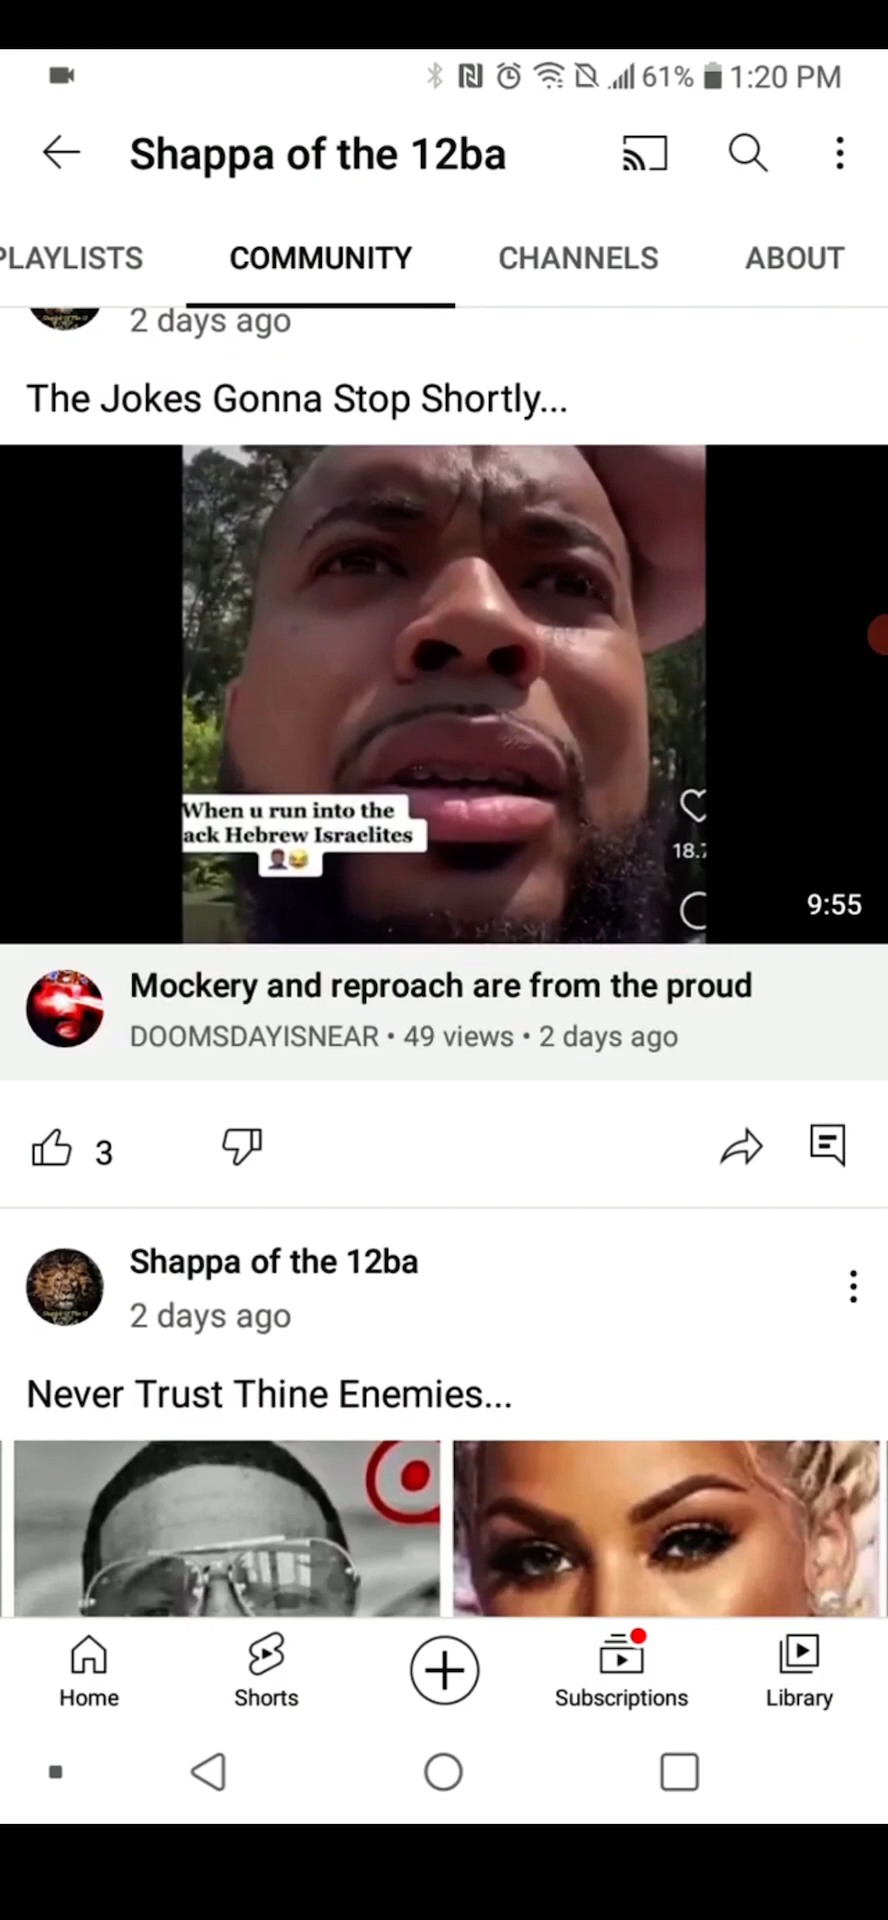 61% 1:20 PM
Shappa of the 12ba
PLAYLISTS COMMUNITY CHANNELS ABOUT
2 days ago
The Jokes Gonna Stop Shortly...
When u run into the
ack Hebrew Israelites
18.7
9:55
Mockery and reproach are from the proud
DOOMSDAYISNEAR • 49 views • 2 days ago
3
Shappa of the 12ba
2 days ago
Never Trust Thine Enemies...
Home Shorts Subscriptions Library